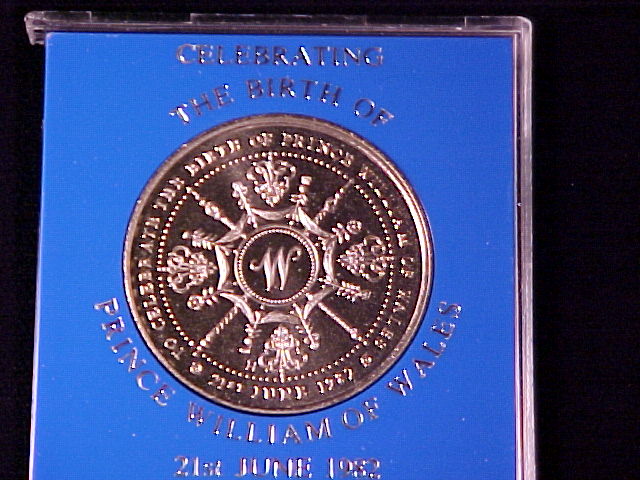 CELEBRATING
THE BIRTH OF
TO CELEBRATE THE BIRTH OF PRINCE WILLIAM OF WALES
W
21ST JUNE 1982
PRINCE WILLIAM OF WALES
21st JUNE 1982